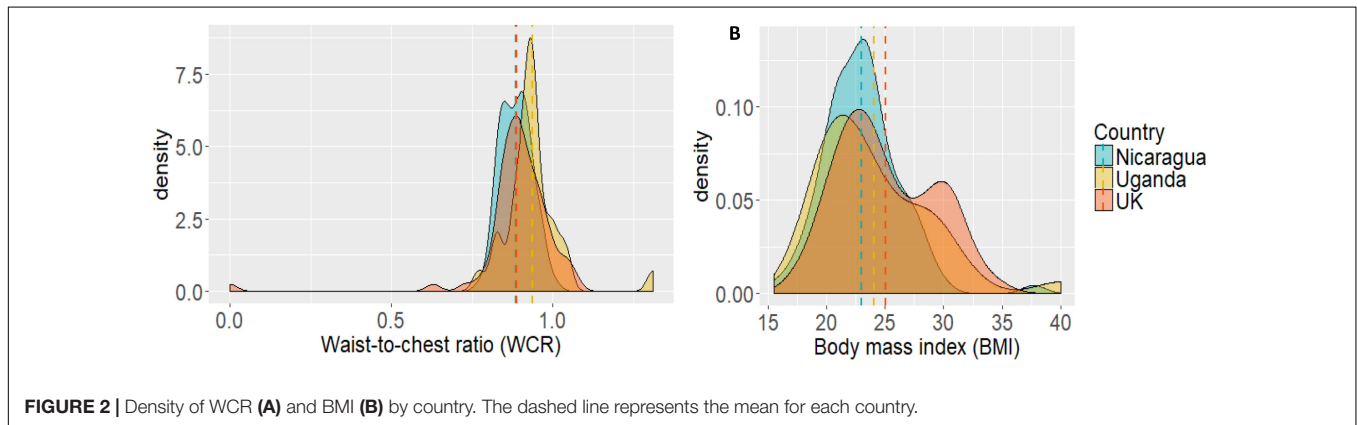 B
7.5
5.0
2.5
0.0
density
0.0 0.5 1.0
Waist-to-chest ratio (WCR)
0.10
0.05
0.00
density
15 20 25 30 35 40
Body mass index (BMI)
Country
Nicaragua
Uganda
UK
FIGURE 2 | Density of WCR (A) and BMI (B) by country. The dashed line represents the mean for each country.